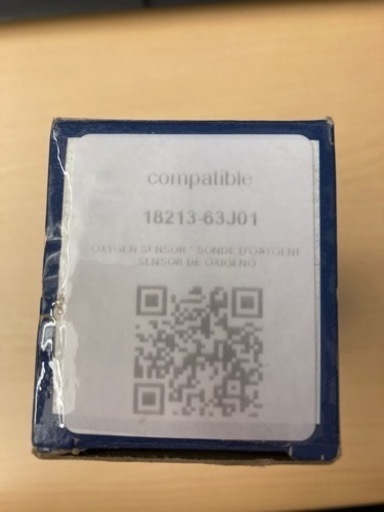 compatible
18213-63J01
OXYGEN SENSOR * SONDE D'OXYGENE
SENSOR DE OXIGENO